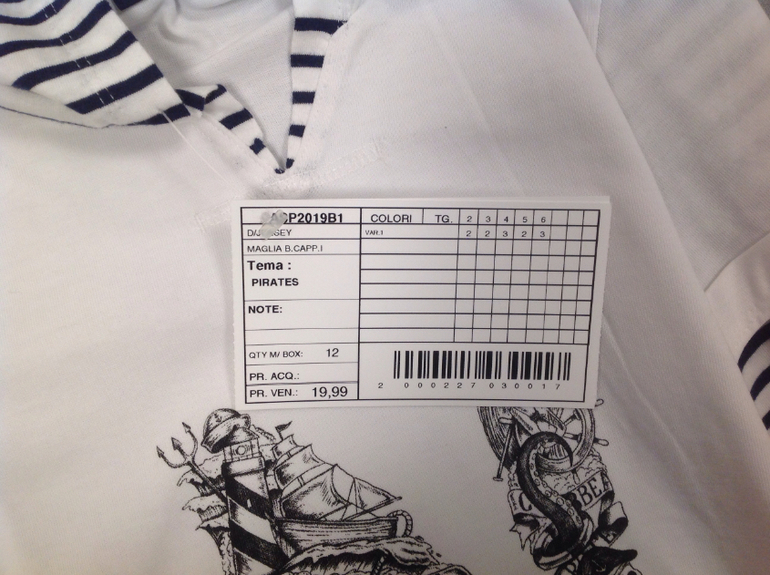 P2019B1 COLORI TG. 2 3 4 5 6
VAR.1 2 2 3 2 3
MAGLIA B.CAPP.I
Tema :
PIRATES
NOTE:
QTY M/ BOX: 12
PR. ACQ.:
PR. VEN.: 19,99
2 000227 030017